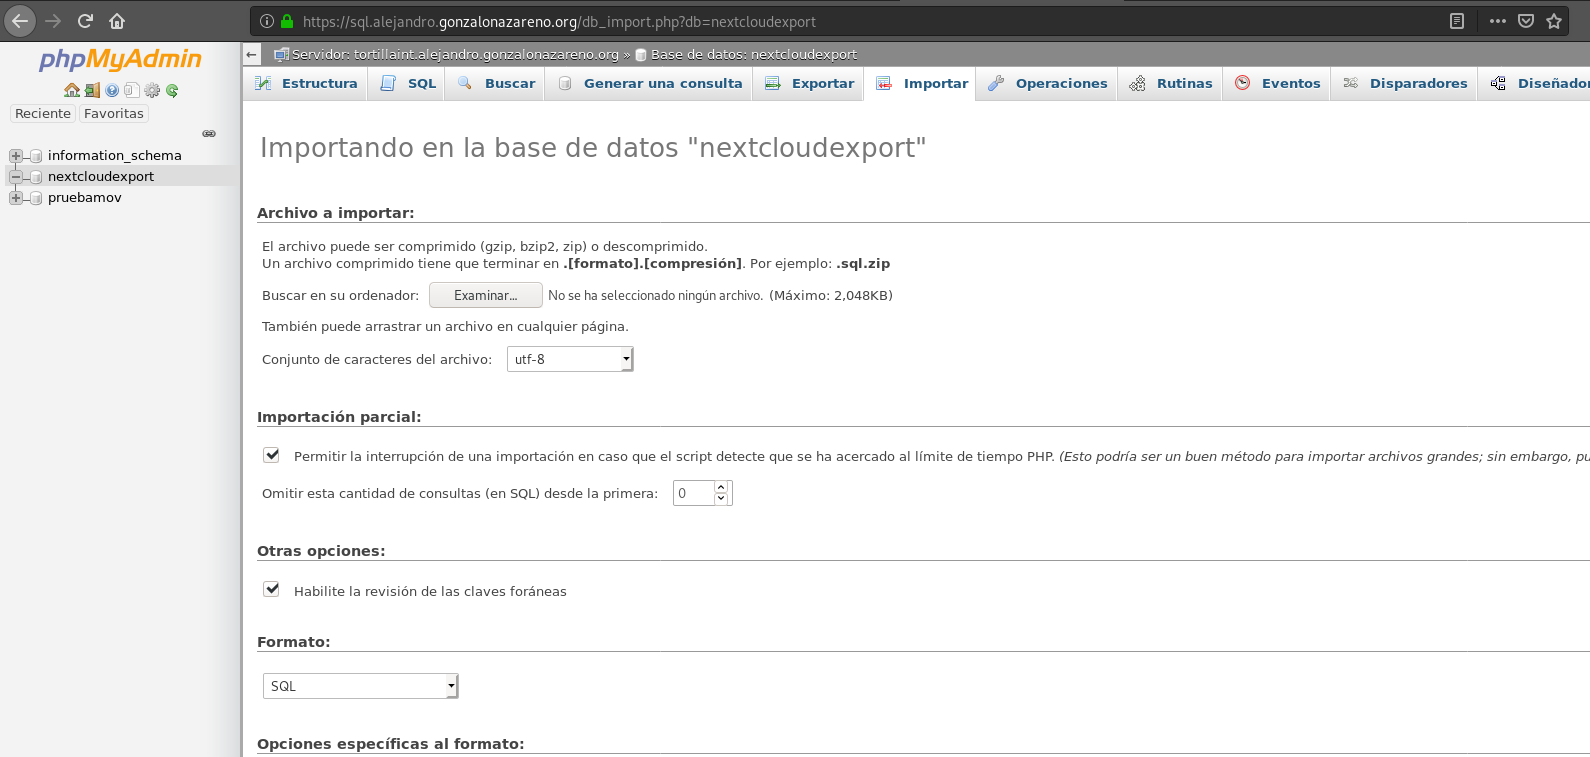 https://sql.alejandro.gonzalonazareno.org/db_import.php?db=nextcloudexport
phpMyAdmin
Reciente Favoritas
information_schema
nextcloudexport
pruebamov
Servidor: tortillaint.alejandro.gonzalonazareno.org » Base de datos: nextcloudexport
Estructura SQL Buscar Generar una consulta Exportar Importar Operaciones Rutinas Eventos Disparadores Diseñador
Importando en la base de datos "nextcloudexport"
Archivo a importar:
El archivo puede ser comprimido (gzip, bzip2, zip) o descomprimido.
Un archivo comprimido tiene que terminar en .[formato].[compresión]. Por ejemplo: .sql.zip
Buscar en su ordenador: Examinar... No se ha seleccionado ningún archivo. (Máximo: 2,048KB)
También puede arrastrar un archivo en cualquier página.
Conjunto de caracteres del archivo: utf-8
Importación parcial:
Permitir la interrupción de una importación en caso que el script detecte que se ha acercado al límite de tiempo PHP. (Esto podría ser un buen método para importar archivos grandes; sin embargo, pu
Omitir esta cantidad de consultas (en SQL) desde la primera: 0
Otras opciones:
Habilite la revisión de las claves foráneas
Formato:
SQL
Opciones específicas al formato: